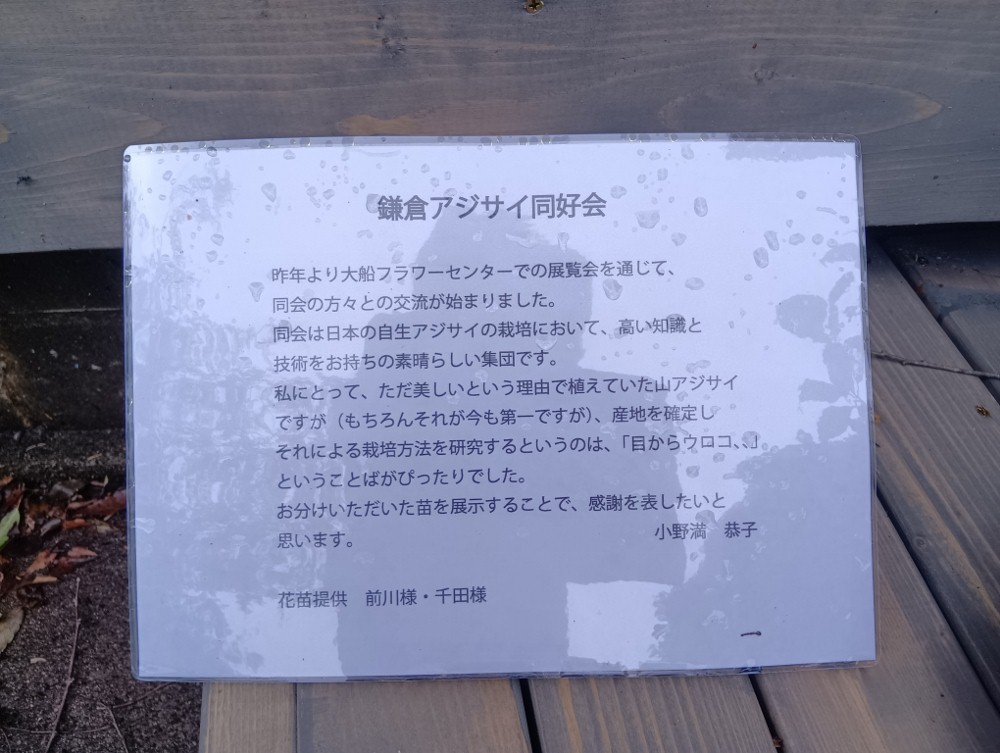 鎌倉アジサイ同好会
昨年より大船フラワーセンターでの展覧会を通じて、
同会の方々との交流が始まりました。
同会は日本の自生アジサイの栽培において、高い知識と
技術をお持ちの素晴らしい集団です。
私にとって、ただ美しいという理由で植えていた山アジサイ
ですが（もちろんそれが今も第一ですが）、産地を確定し
それによる栽培方法を研究するというのは、「目からウロコ、、」
ということばがぴったりでした。
お分けいただいた苗を展示することで、感謝を表したいと
思います。　小野満　恭子
花苗提供　前川様・千田様